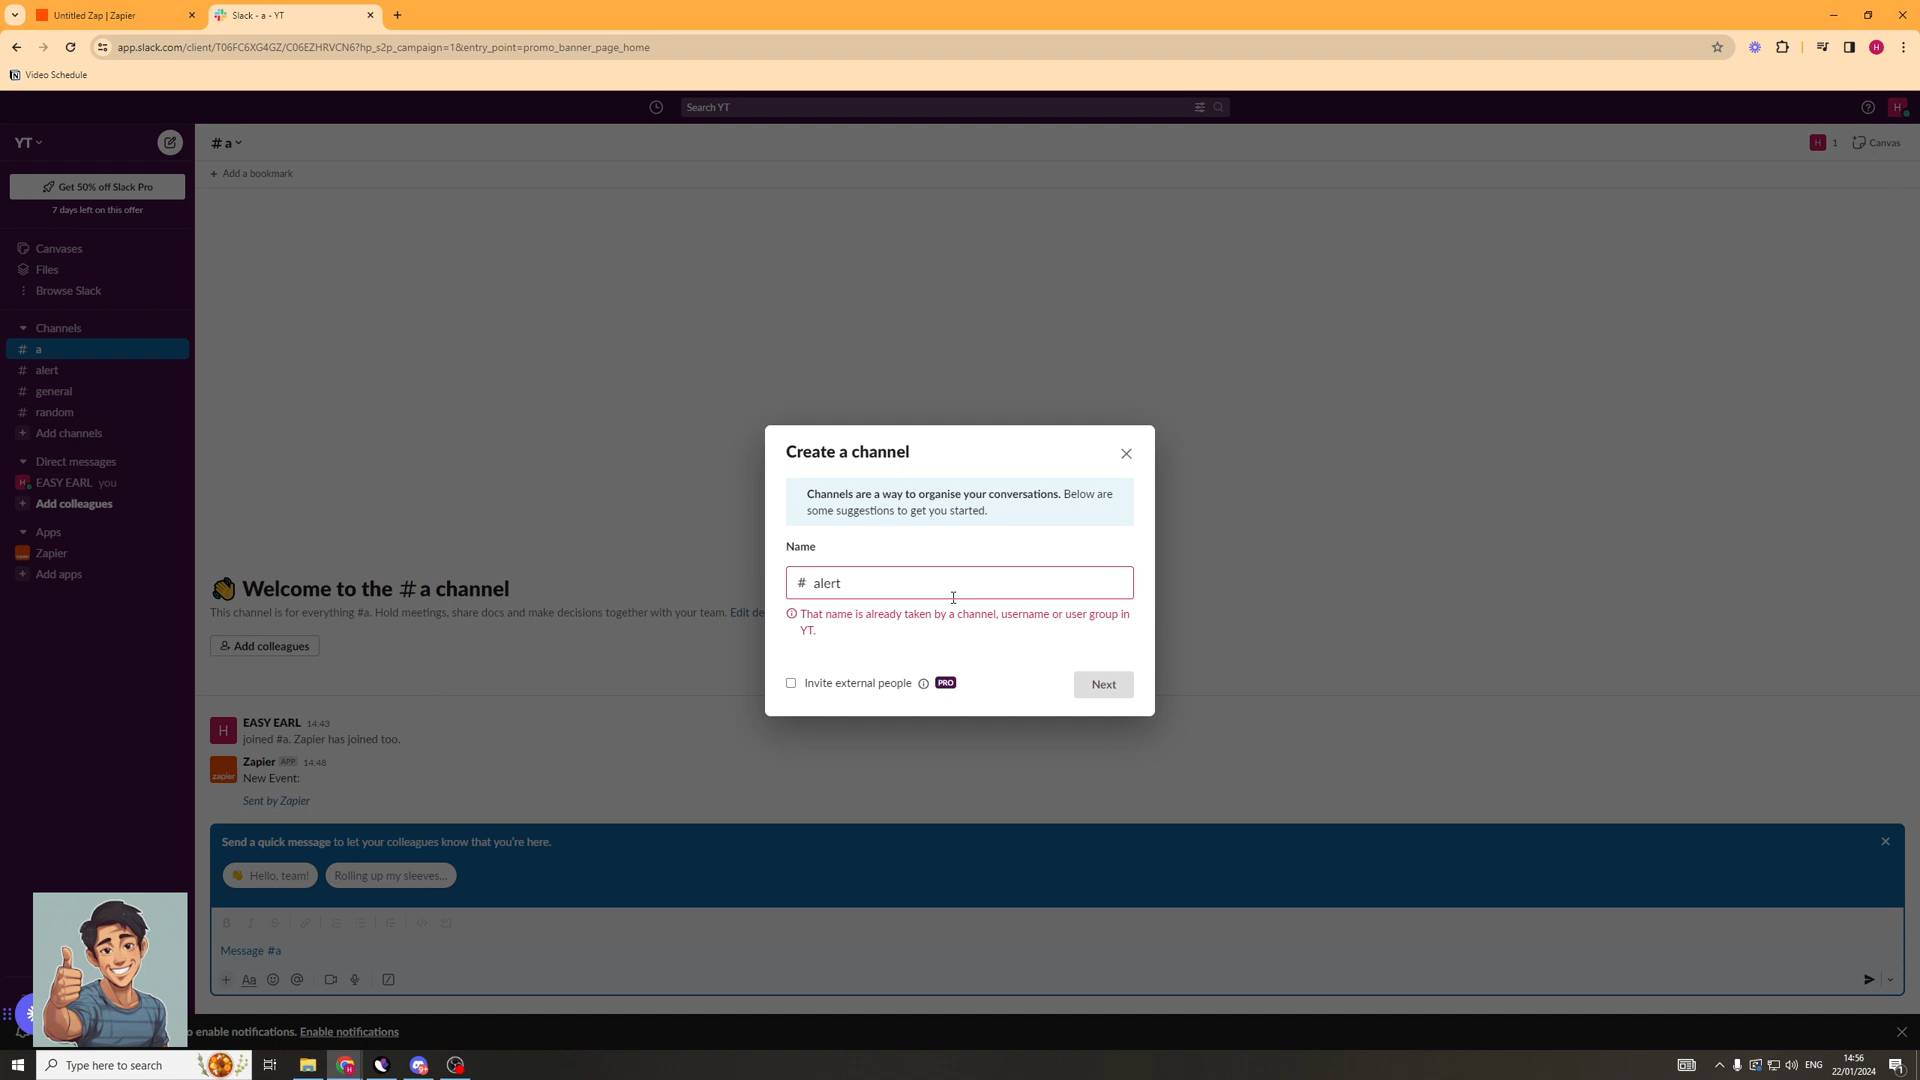 Untitled Zap | Zapier
Slack - a - YT
app.slack.com/client/T06FC6XG4GZ/C06EZHRVCN6?hp_s2p_campaign=1&entry_point=promo_banner_page_home
H
Video Schedule
Search YT
H
YT
# a
H 1 Canvas
Get 50% off Slack Pro
+ Add a bookmark
7 days left on this offer
Canvases
Files
Browse Slack
Channels
# a
# alert
# general
# random
+ Add channels
Direct messages
H EASY EARL you
+ Add colleagues
Apps
Zapier
+ Add apps
Create a channel
Channels are a way to organise your conversations. Below are
some suggestions to get you started.
Name
# alert
That name is already taken by a channel, username or user group in
YT.
Invite external people PRO
Next
Welcome to the # a channel
This channel is for everything #a. Hold meetings, share docs and make decisions together with your team. Edit de
Add colleagues
H EASY EARL 14:43
joined #a. Zapier has joined too.
zapier Zapier APP 14:48
New Event:
Sent by Zapier
Send a quick message to let your colleagues know that you're here.
Hello, team!
Rolling up my sleeves...
Message #a
Aa
o enable notifications. Enable notifications
Type here to search
ENG
14:56
22/01/2024